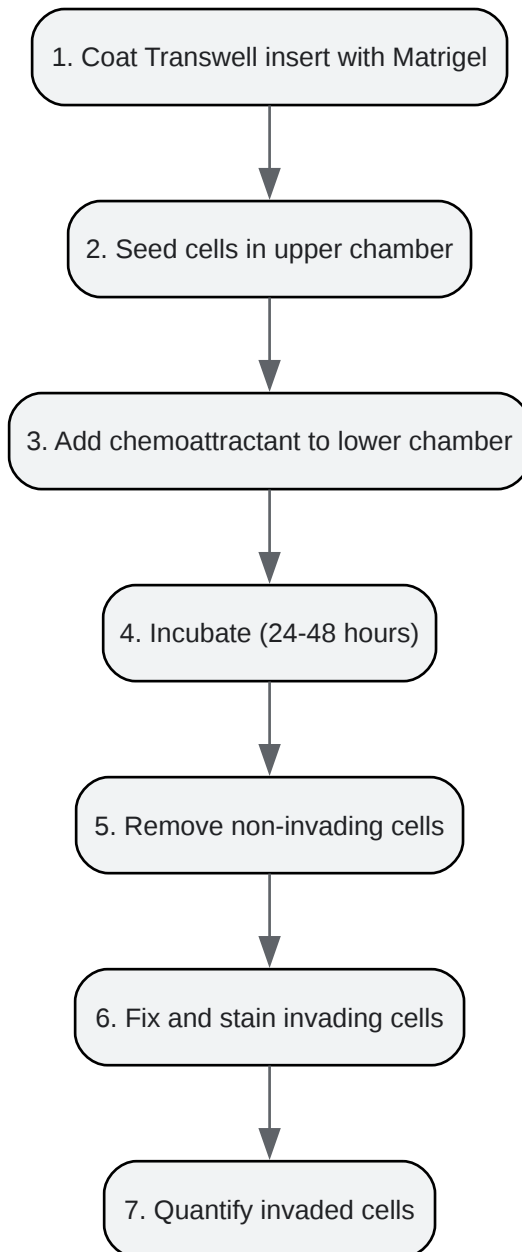 1. Coat Transwell insert with Matrigel
2. Seed cells in upper chamber
3. Add chemoattractant to lower chamber
4. Incubate (24-48 hours)
5. Remove non-invading cells
6. Fix and stain invading cells
7. Quantify invaded cells